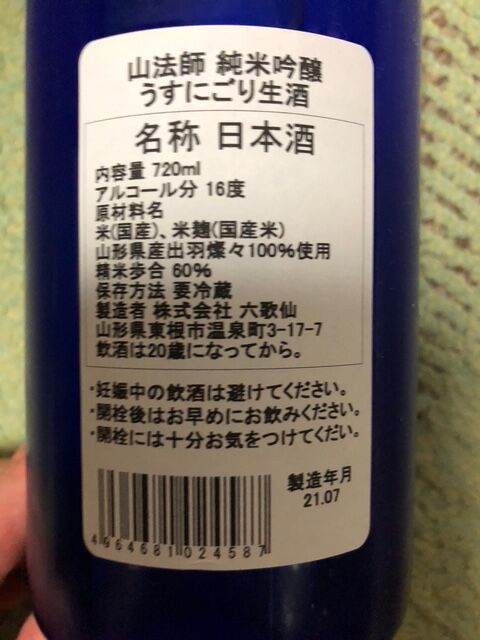 山法師 純米吟醸
うすにごり生酒
名称 日本酒
内容量 720ml
アルコール分 16度
原材料名
米(国産)、米麹(国産米)
山形県産出羽燦々100%使用
精米歩合 60%
保存方法 要冷蔵
製造者 株式会社 六歌仙
山形県東根市温泉町3-17-7
飲酒は20歳になってから。
・妊娠中の飲酒は避けてください。
・開栓後はお早めにお飲みください。
・開栓には十分お気をつけてください。
製造年月
21.07
4964681024587